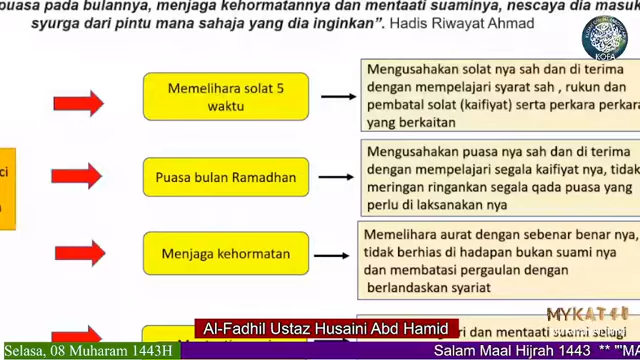 puasa pada bulannya, menjaga kehormatannya dan mentaati suaminya, nescaya dia masuk
syurga dari pintu mana sahaja yang dia inginkan”. Hadis Riwayat Ahmad
KOFA
Memelihara solat 5
waktu
Mengusahakan solat nya sah dan di terima
dengan mempelajari syarat sah , rukun dan
pembatal solat (kaifiyat) serta perkara perkara
yang berkaitan
ci
Puasa bulan Ramadhan
Mengusahakan puasa nya sah dan di terima
dengan mempelajari segala kaifiyat nya, tidak
meringan ringankan segala qada puasa yang
perlu di laksanakan nya
Menjaga kehormatan
Memelihara aurat dengan sebenar benar nya,
tidak berhias di hadapan bukan suami nya
dan membatasi pergaulan dengan
berlandaskan syariat
Al-Fadhil Ustaz Husaini Abd Hamid
ri dan mentaati suami selagi
Selasa, 08 Muharam 1443H
Salam Maal Hijrah 1443 ** "MA